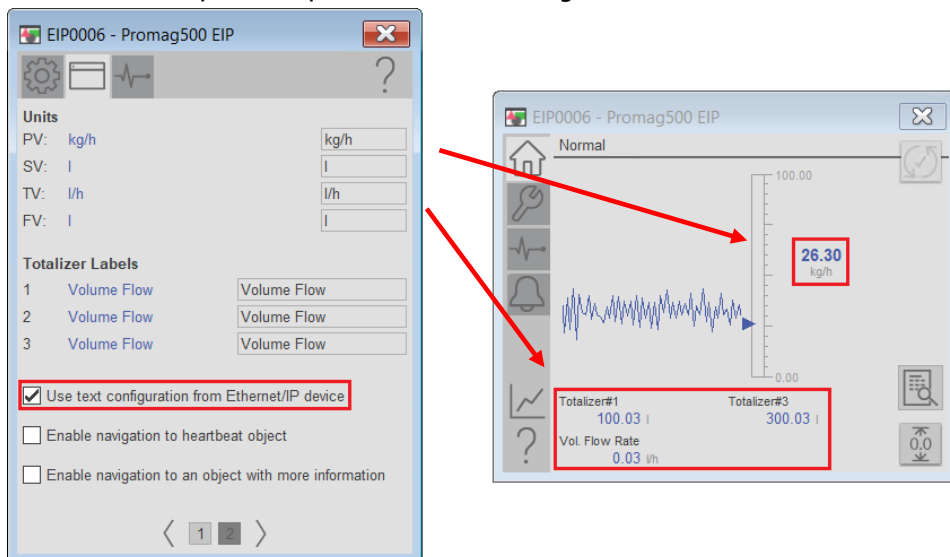 EIP0006 - Promag500 EIP
?
Units
PV: kg/h kg/h
SV: l l
TV: l/h l/h
FV: l l
Totalizer Labels
1 Volume Flow Volume Flow
2 Volume Flow Volume Flow
3 Volume Flow Volume Flow
Use text configuration from Ethernet/IP device
Enable navigation to heartbeat object
Enable navigation to an object with more information
1 2
EIP0006 - Promag500 EIP
Normal
100.00
26.30
kg/h
0.00
Totalizer#1 Totalizer#3
100.03 l 300.03 l
Vol. Flow Rate
0.03 l/h
?
0.0